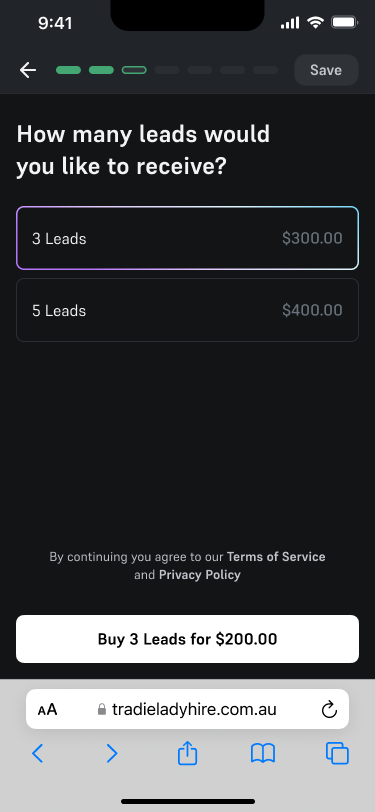 9:41
Save
How many leads would
you like to receive?
3 Leads $300.00
5 Leads $400.00
By continuing you agree to our Terms of Service
and Privacy Policy
Buy 3 Leads for $200.00
AA tradieladyhire.com.au